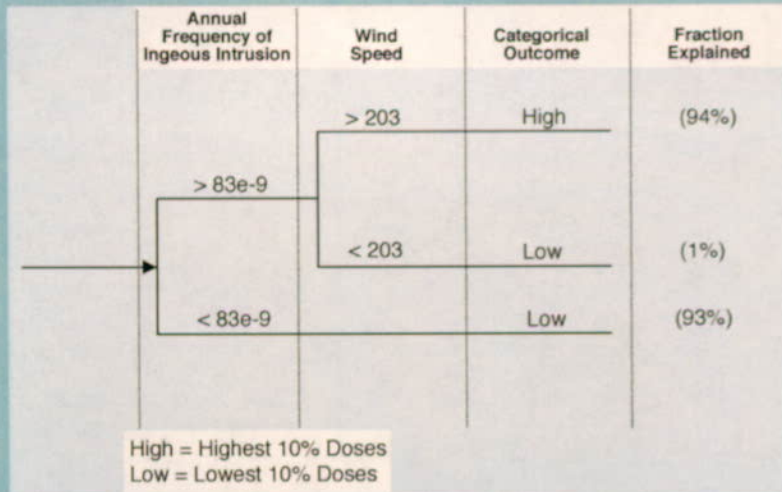 Annual
Frequency of
Ingeous Intrusion
Wind
Speed
Categorical
Outcome
Fraction
Explained
> 203 High (94%)
> 83e-9
< 203 Low (1%)
< 83e-9 Low (93%)
High = Highest 10% Doses
Low = Lowest 10% Doses